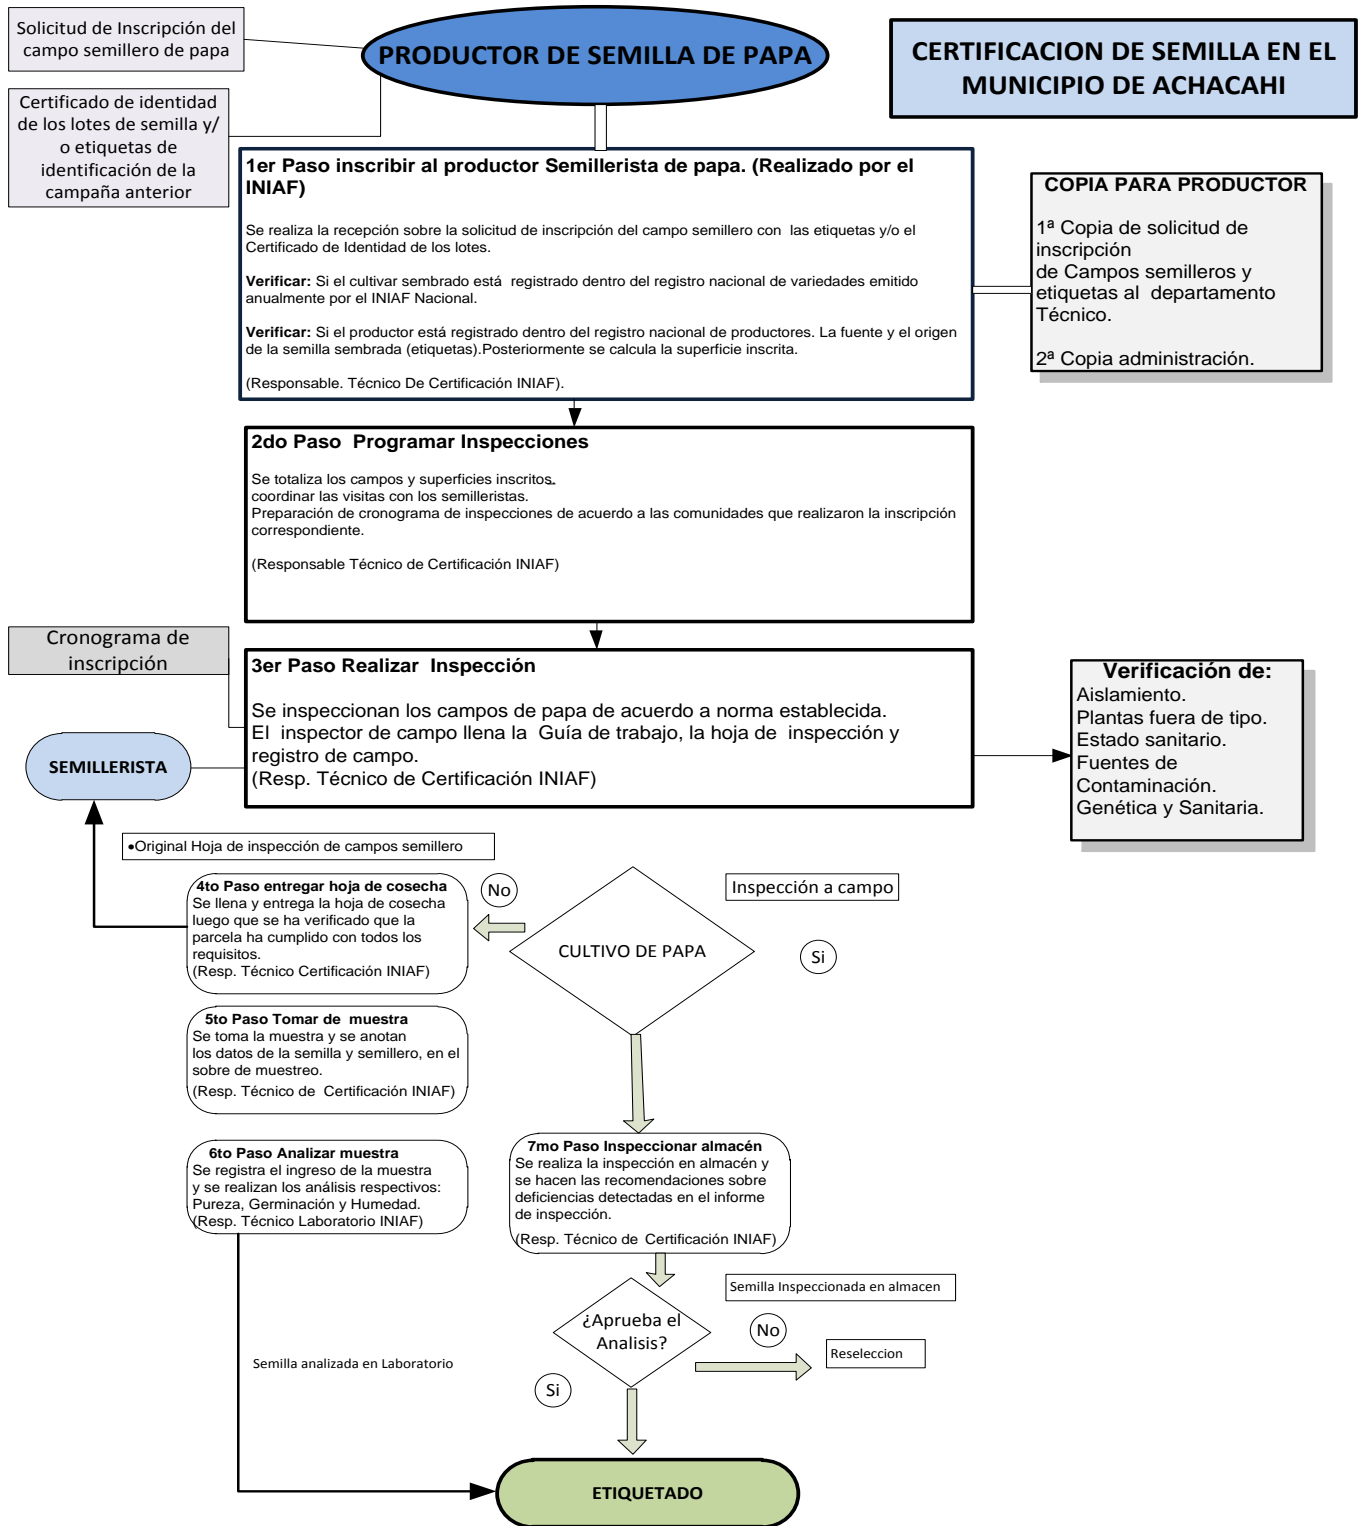 Solicitud de Inscripción del
campo semillero de papa
PRODUCTOR DE SEMILLA DE PAPA
CERTIFICACION DE SEMILLA EN EL
MUNICIPIO DE ACHACAHI
Certificado de identidad
de los lotes de semilla y/
o etiquetas de
identificación de la
campaña anterior
1er Paso inscribir al productor Semillerista de papa. (Realizado por el
INIAF)
Se realiza la recepción sobre la solicitud de inscripción del campo semillero con las etiquetas y/o el
Certificado de Identidad de los lotes.
Verificar: Si el cultivar sembrado está registrado dentro del registro nacional de variedades emitido
anualmente por el INIAF Nacional.
Verificar: Si el productor está registrado dentro del registro nacional de productores. La fuente y el origen
de la semilla sembrada (etiquetas).Posteriormente se calcula la superficie inscrita.
(Responsable. Técnico De Certificación INIAF).
COPIA PARA PRODUCTOR
1ª Copia de solicitud de
inscripción
de Campos semilleros y
etiquetas al departamento
Técnico.
2ª Copia administración.
2do Paso Programar Inspecciones
Se totaliza los campos y superficies inscritos.
coordinar las visitas con los semilleristas.
Preparación de cronograma de inspecciones de acuerdo a las comunidades que realizaron la inscripción
correspondiente.
(Responsable Técnico de Certificación INIAF)
Cronograma de
inscripción
3er Paso Realizar Inspección
Se inspeccionan los campos de papa de acuerdo a norma establecida.
El inspector de campo llena la Guía de trabajo, la hoja de inspección y
registro de campo.
(Resp. Técnico de Certificación INIAF)
Verificación de:
Aislamiento.
Plantas fuera de tipo.
Estado sanitario.
Fuentes de
Contaminación.
Genética y Sanitaria.
SEMILLERISTA
•Original Hoja de inspección de campos semillero
4to Paso entregar hoja de cosecha
Se llena y entrega la hoja de cosecha
luego que se ha verificado que la
parcela ha cumplido con todos los
requisitos.
(Resp. Técnico Certificación INIAF)
No
CULTIVO DE PAPA
Inspección a campo
Si
5to Paso Tomar de muestra
Se toma la muestra y se anotan
los datos de la semilla y semillero, en el
sobre de muestreo.
(Resp. Técnico de Certificación INIAF)
6to Paso Analizar muestra
Se registra el ingreso de la muestra
y se realizan los análisis respectivos:
Pureza, Germinación y Humedad.
(Resp. Técnico Laboratorio INIAF)
7mo Paso Inspeccionar almacén
Se realiza la inspección en almacén y
se hacen las recomendaciones sobre
deficiencias detectadas en el informe
de inspección.
(Resp. Técnico de Certificación INIAF)
Semilla Inspeccionada en almacen
¿Aprueba el
Analisis?
No
Reseleccion
Semilla analizada en Laboratorio
Si
ETIQUETADO